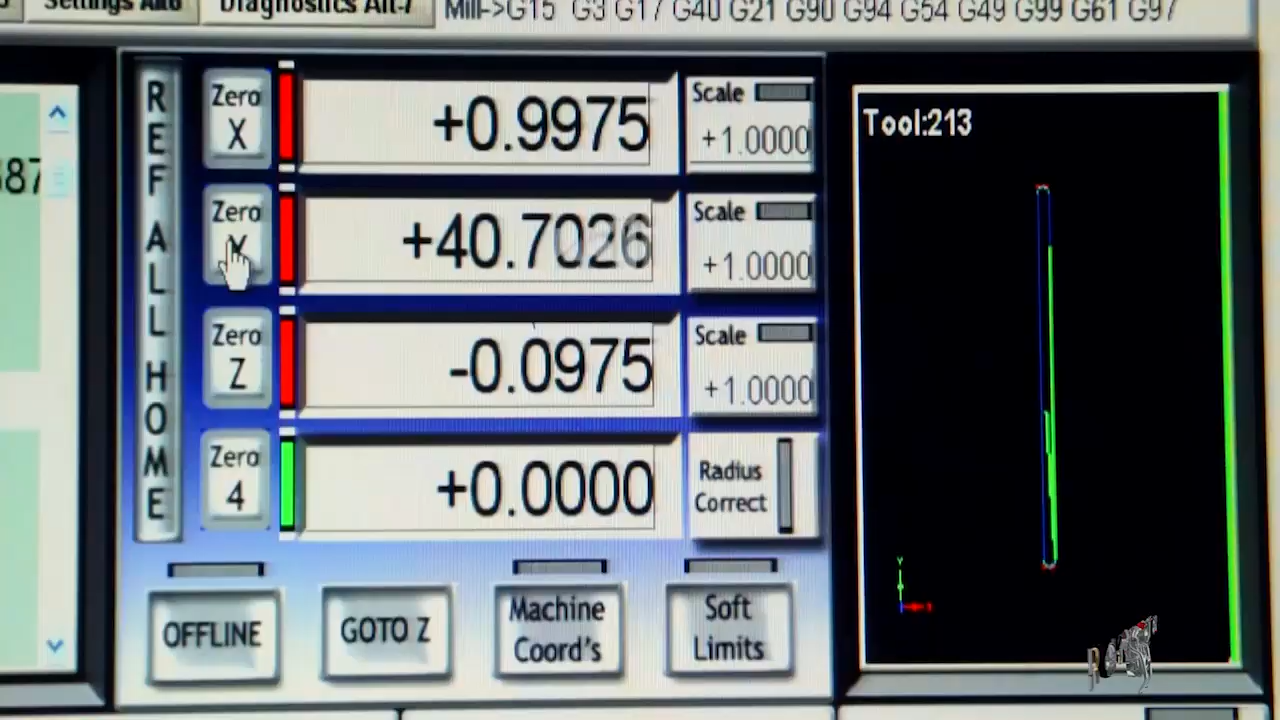 Settings Alt6
Diagnostics Alt-7
Mill->G15 G3 G17 G40 G21 G90 G94 G54 G49 G99 G61 G97
REF ALL HOME
Zero
X
+0.9975
Scale
+1.0000
Zero
Y
+40.7026
Scale
+1.0000
Zero
Z
-0.0975
Scale
+1.0000
Zero
4
+0.0000
Radius
Correct
OFFLINE
GOTO Z
Machine
Coord's
Soft
Limits
Tool:213